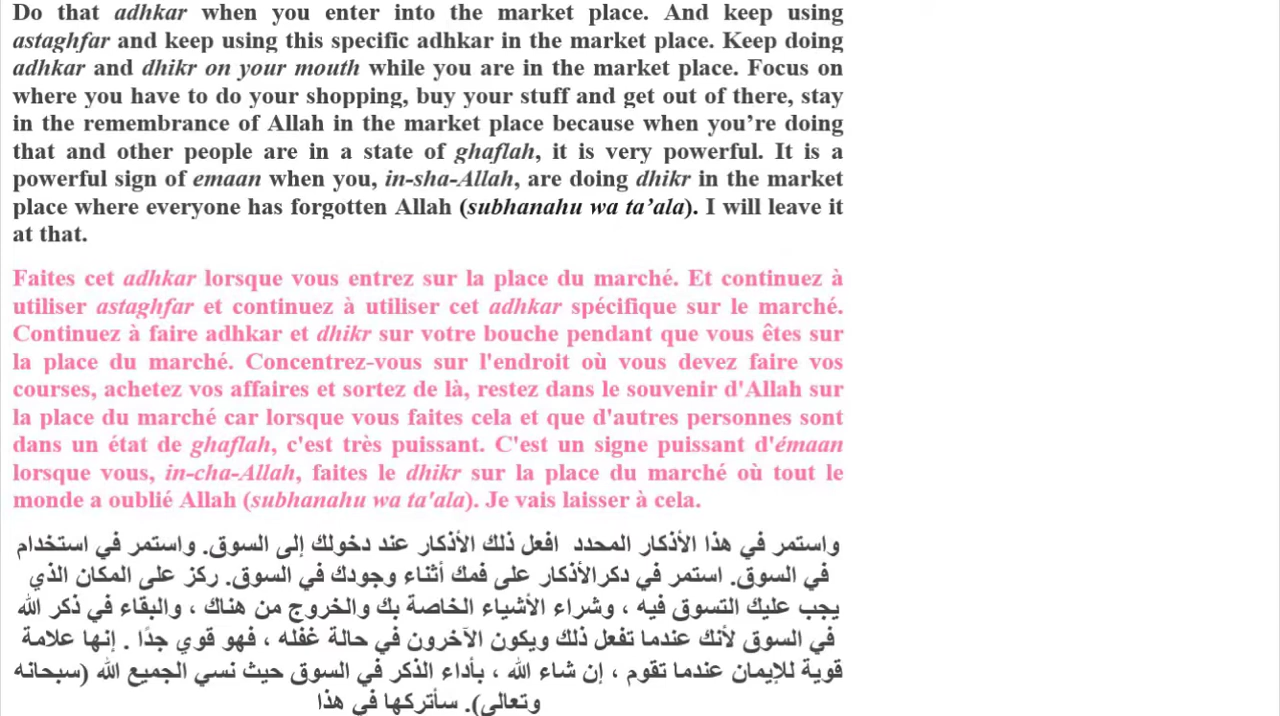 Do that adhkar when you enter into the market place. And keep using
astaghfar and keep using this specific adhkar in the market place. Keep doing
adhkar and dhikr on your mouth while you are in the market place. Focus on
where you have to do your shopping, buy your stuff and get out of there, stay
in the remembrance of Allah in the market place because when you’re doing
that and other people are in a state of ghaflah, it is very powerful. It is a
powerful sign of emaan when you, in-sha-Allah, are doing dhikr in the market
place where everyone has forgotten Allah (subhanahu wa ta’ala). I will leave it
at that.
Faites cet adhkar lorsque vous entrez sur la place du marché. Et continuez à
utiliser astaghfar et continuez à utiliser cet adhkar spécifique sur le marché.
Continuez à faire adhkar et dhikr sur votre bouche pendant que vous êtes sur
la place du marché. Concentrez-vous sur l'endroit où vous devez faire vos
courses, achetez vos affaires et sortez de là, restez dans le souvenir d'Allah sur
la place du marché car lorsque vous faites cela et que d'autres personnes sont
dans un état de ghaflah, c'est très puissant. C'est un signe puissant d'émaan
lorsque vous, in-cha-Allah, faites le dhikr sur la place du marché où tout le
monde a oublié Allah (subhanahu wa ta'ala). Je vais laisser à cela.
واستمر في هذا الأذكار المحدد افعل ذلك الأذكار عند دخولك إلى السوق. واستمر في استخدام
في السوق. استمر في دكرالأذكار على فمك أثناء وجودك في السوق. ركز على المكان الذي
يجب عليك التسوق فيه ، وشراء الأشياء الخاصة بك والخروج من هناك ، والبقاء في ذكر الله
في السوق لأنك عندما تفعل ذلك ويكون الآخرون في حالة غفله ، فهو قوي جدًا . إنها علامة
قوية للإيمان عندما تقوم ، إن شاء الله ، بأداء الذكر في السوق حيث نسي الجميع الله (سبحانه
وتعالى). سأتركها في هذا